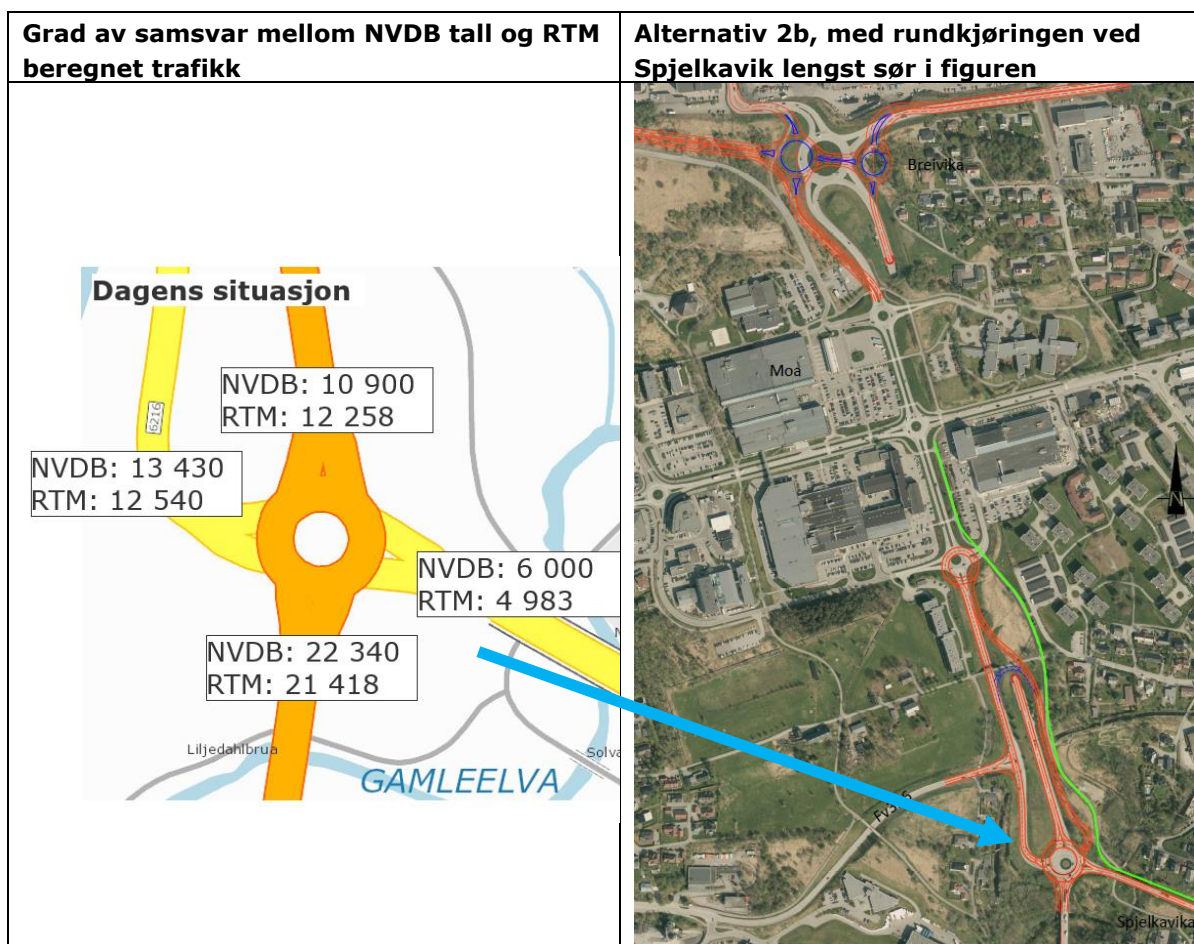 Grad av samsvar mellom NVDB tall og RTM
beregnet trafikk
Alternativ 2b, med rundkjøringen ved
Spjelkavik lengst sør i figuren
Dagens situasjon
NVDB: 10 900
RTM: 12 258
6216
NVDB: 13 430
RTM: 12 540
NVDB: 6 000
RTM: 4 983
NVDB: 22 340
RTM: 21 418
Liljedahlbrua
GAMLEELVA
Breivika
Moa
N
Spjelkavika